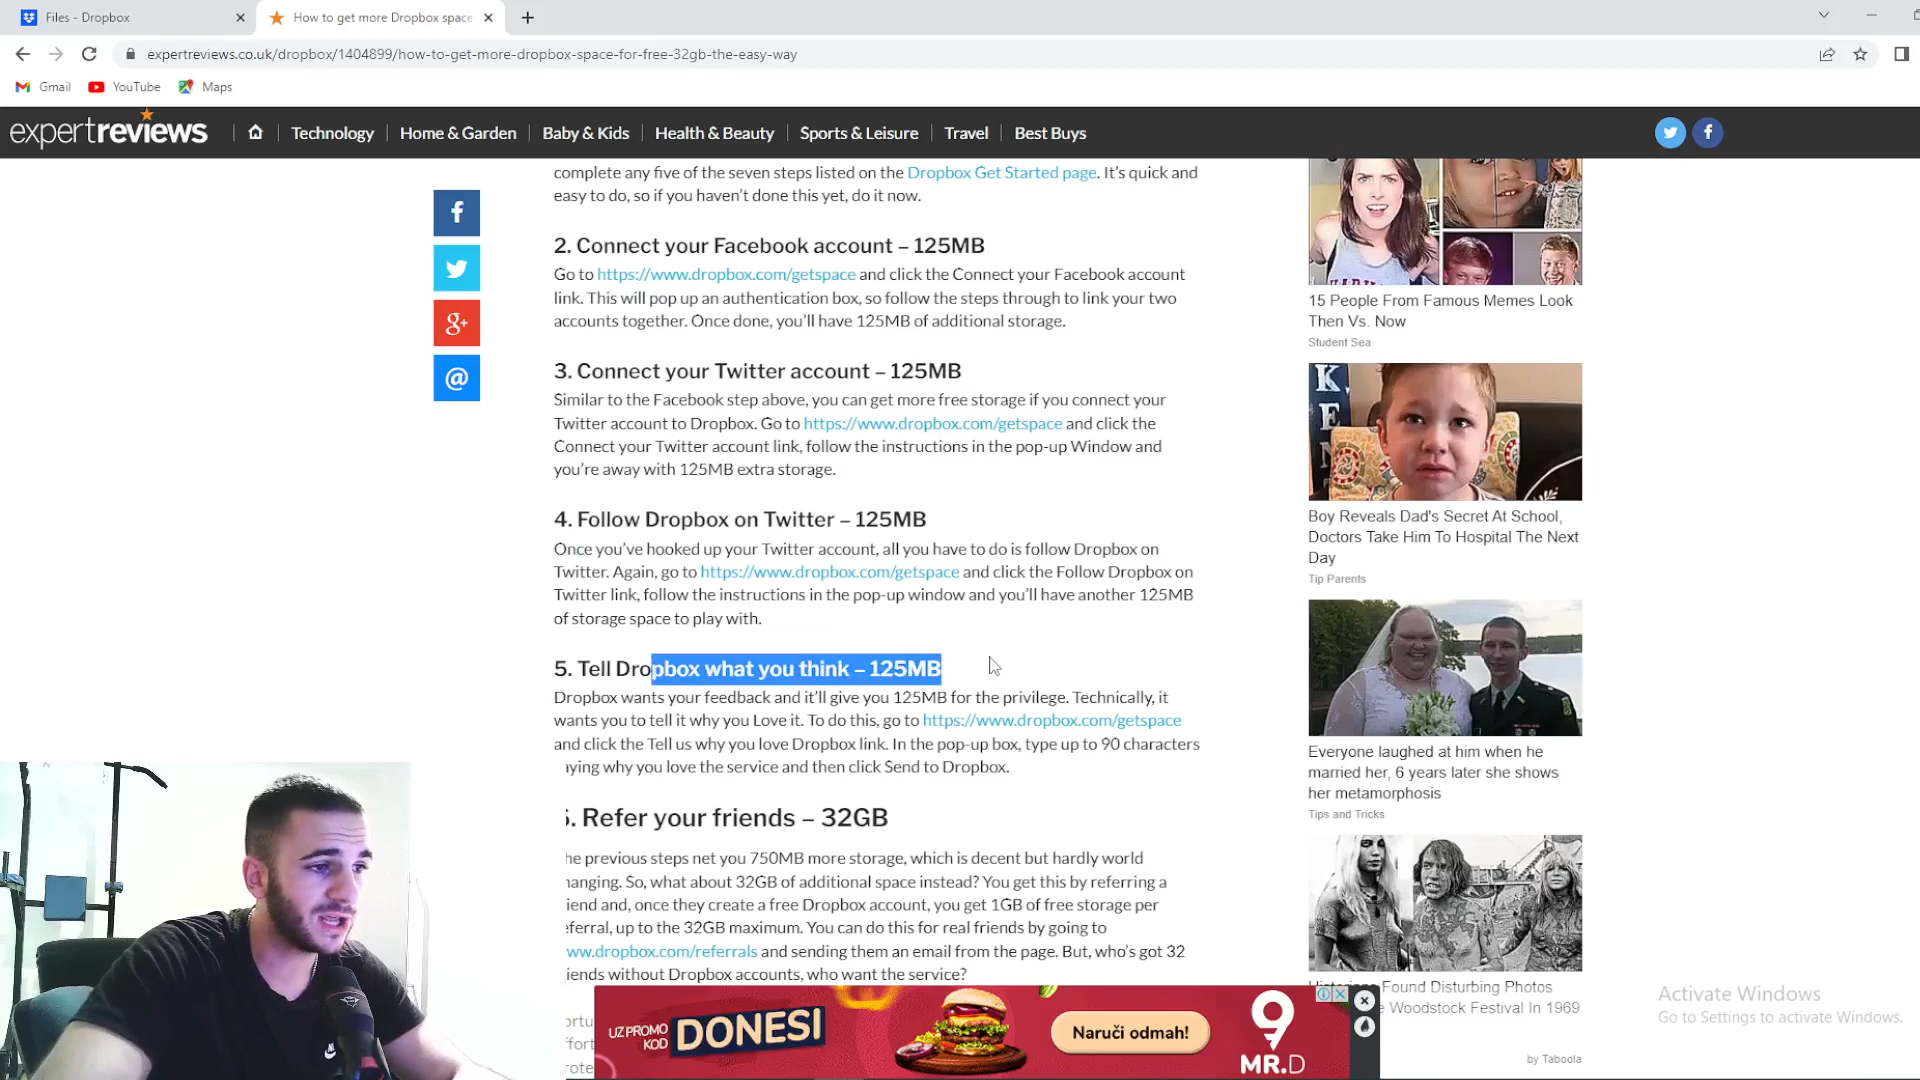 Files - Dropbox
How to get more Dropbox space
expertreviews.co.uk/dropbox/1404899/how-to-get-more-dropbox-space-for-free-32gb-the-easy-way
Gmail YouTube Maps
expertreviews Technology Home & Garden Baby & Kids Health & Beauty Sports & Leisure Travel Best Buys
complete any five of the seven steps listed on the Dropbox Get Started page. It's quick and
easy to do, so if you haven't done this yet, do it now.
2. Connect your Facebook account – 125MB
Go to https://www.dropbox.com/getspace and click the Connect your Facebook account
link. This will pop up an authentication box, so follow the steps through to link your two
accounts together. Once done, you'll have 125MB of additional storage.
3. Connect your Twitter account – 125MB
Similar to the Facebook step above, you can get more free storage if you connect your
Twitter account to Dropbox. Go to https://www.dropbox.com/getspace and click the
Connect your Twitter account link, follow the instructions in the pop-up Window and
you're away with 125MB extra storage.
4. Follow Dropbox on Twitter – 125MB
Once you've hooked up your Twitter account, all you have to do is follow Dropbox on
Twitter. Again, go to https://www.dropbox.com/getspace and click the Follow Dropbox on
Twitter link, follow the instructions in the pop-up window and you'll have another 125MB
of storage space to play with.
5. Tell Dropbox what you think – 125MB
Dropbox wants your feedback and it'll give you 125MB for the privilege. Technically, it
wants you to tell it why you Love it. To do this, go to https://www.dropbox.com/getspace
and click the Tell us why you love Dropbox link. In the pop-up box, type up to 90 characters
aying why you love the service and then click Send to Dropbox.
. Refer your friends – 32GB
he previous steps net you 750MB more storage, which is decent but hardly world
hanging. So, what about 32GB of additional space instead? You get this by referring a
iend and, once they create a free Dropbox account, you get 1GB of free storage per
eferral, up to the 32GB maximum. You can do this for real friends by going to
ww.dropbox.com/referrals and sending them an email from the page. But, who's got 32
iends without Dropbox accounts, who want the service?
15 People From Famous Memes Look
Then Vs. Now
Student Sea
Boy Reveals Dad's Secret At School,
Doctors Take Him To Hospital The Next
Day
Tip Parents
Everyone laughed at him when he
married her, 6 years later she shows
her metamorphosis
Tips and Tricks
Found Disturbing Photos
e Woodstock Festival In 1969
by Taboola
UZ PROMO
KOD
DONESI
Naruči odmah!
9
MR.D
Activate Windows
Go to Settings to activate Windows.